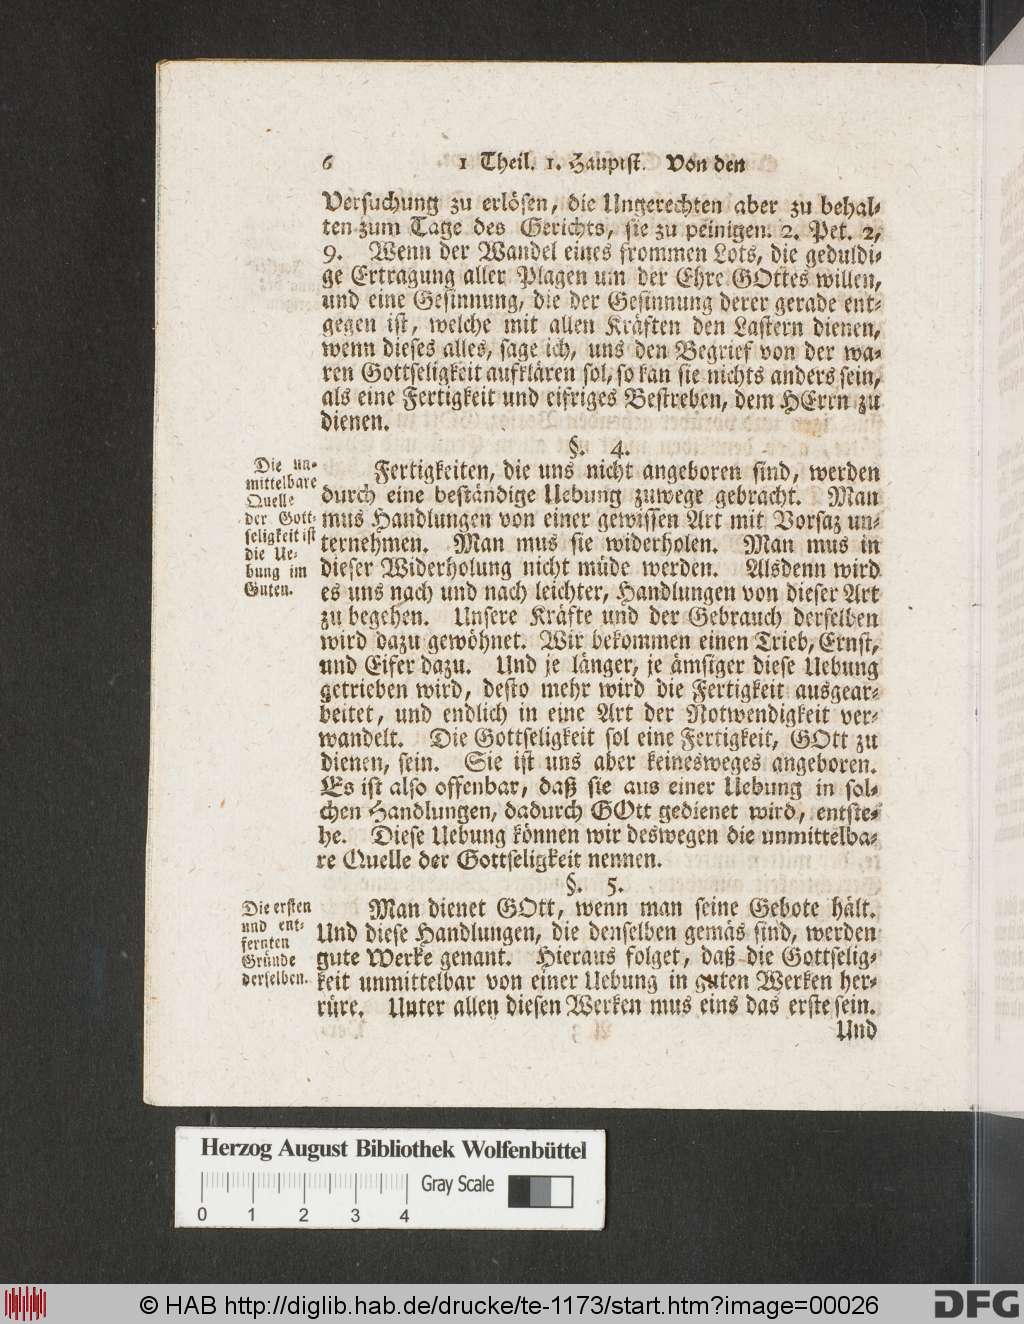 6 1 Theil. 1. Hauptst. Von den
Versuchung zu erlösen, die Ungerechten aber zu behal-
ten zum Tage des Gerichts, sie zu peinigen. 2. Pet. 2,
9. Wenn der Wandel eines frommen Lots, die geduldi-
ge Ertragung aller Plagen um der Ehre GOttes willen,
und eine Gesinnung, die der Gesinnung derer gerade ent-
gegen ist, welche mit allen Kräften den Lastern dienen,
wenn dieses alles, sage ich, uns den Begrief von der wa-
ren Gottseligkeit aufklären sol, so kan sie nichts anders sein,
als eine Fertigkeit und eifriges Bestreben, dem HErrn zu
dienen.
§. 4.
Die un-
mittelbare
Quelle
der Gott-
seligkeit ist
die Ue-
bung im
Guten.
Fertigkeiten, die uns nicht angeboren sind, werden
durch eine beständige Uebung zuwege gebracht. Man
mus Handlungen von einer gewissen Art mit Vorsaz un-
ternehmen. Man mus sie widerholen. Man mus in
dieser Widerholung nicht müde werden. Alsdenn wird
es uns nach und nach leichter, Handlungen von dieser Art
zu begehen. Unsere Kräfte und der Gebrauch derselben
wird dazu gewöhnet. Wir bekommen einen Trieb, Ernst,
und Eifer dazu. Und je länger, je ämsiger diese Uebung
getrieben wird, desto mehr wird die Fertigkeit ausgear-
beitet, und endlich in eine Art der Notwendigkeit ver-
wandelt. Die Gottseligkeit sol eine Fertigkeit, GOtt zu
dienen, sein. Sie ist uns aber keinesweges angeboren.
Es ist also offenbar, daß sie aus einer Uebung in sol-
chen Handlungen, dadurch GOtt gedienet wird, entste-
he. Diese Uebung können wir deswegen die unmittelba-
re Quelle der Gottseligkeit nennen.
§. 5.
Die ersten
und ent-
fernten
Gründe
derselben.
Man dienet GOtt, wenn man seine Gebote hält.
Und diese Handlungen, die denselben gemäs sind, werden
gute Werke genant. Hieraus folget, daß die Gottselig-
keit unmittelbar von einer Uebung in guten Werken her-
rüre. Unter allen diesen Werken mus eins das erste sein.
Und
Herzog August Bibliothek Wolfenbüttel
Gray Scale
0 1 2 3 4
© HAB http://diglib.hab.de/drucke/te-1173/start.htm?image=00026
DFG